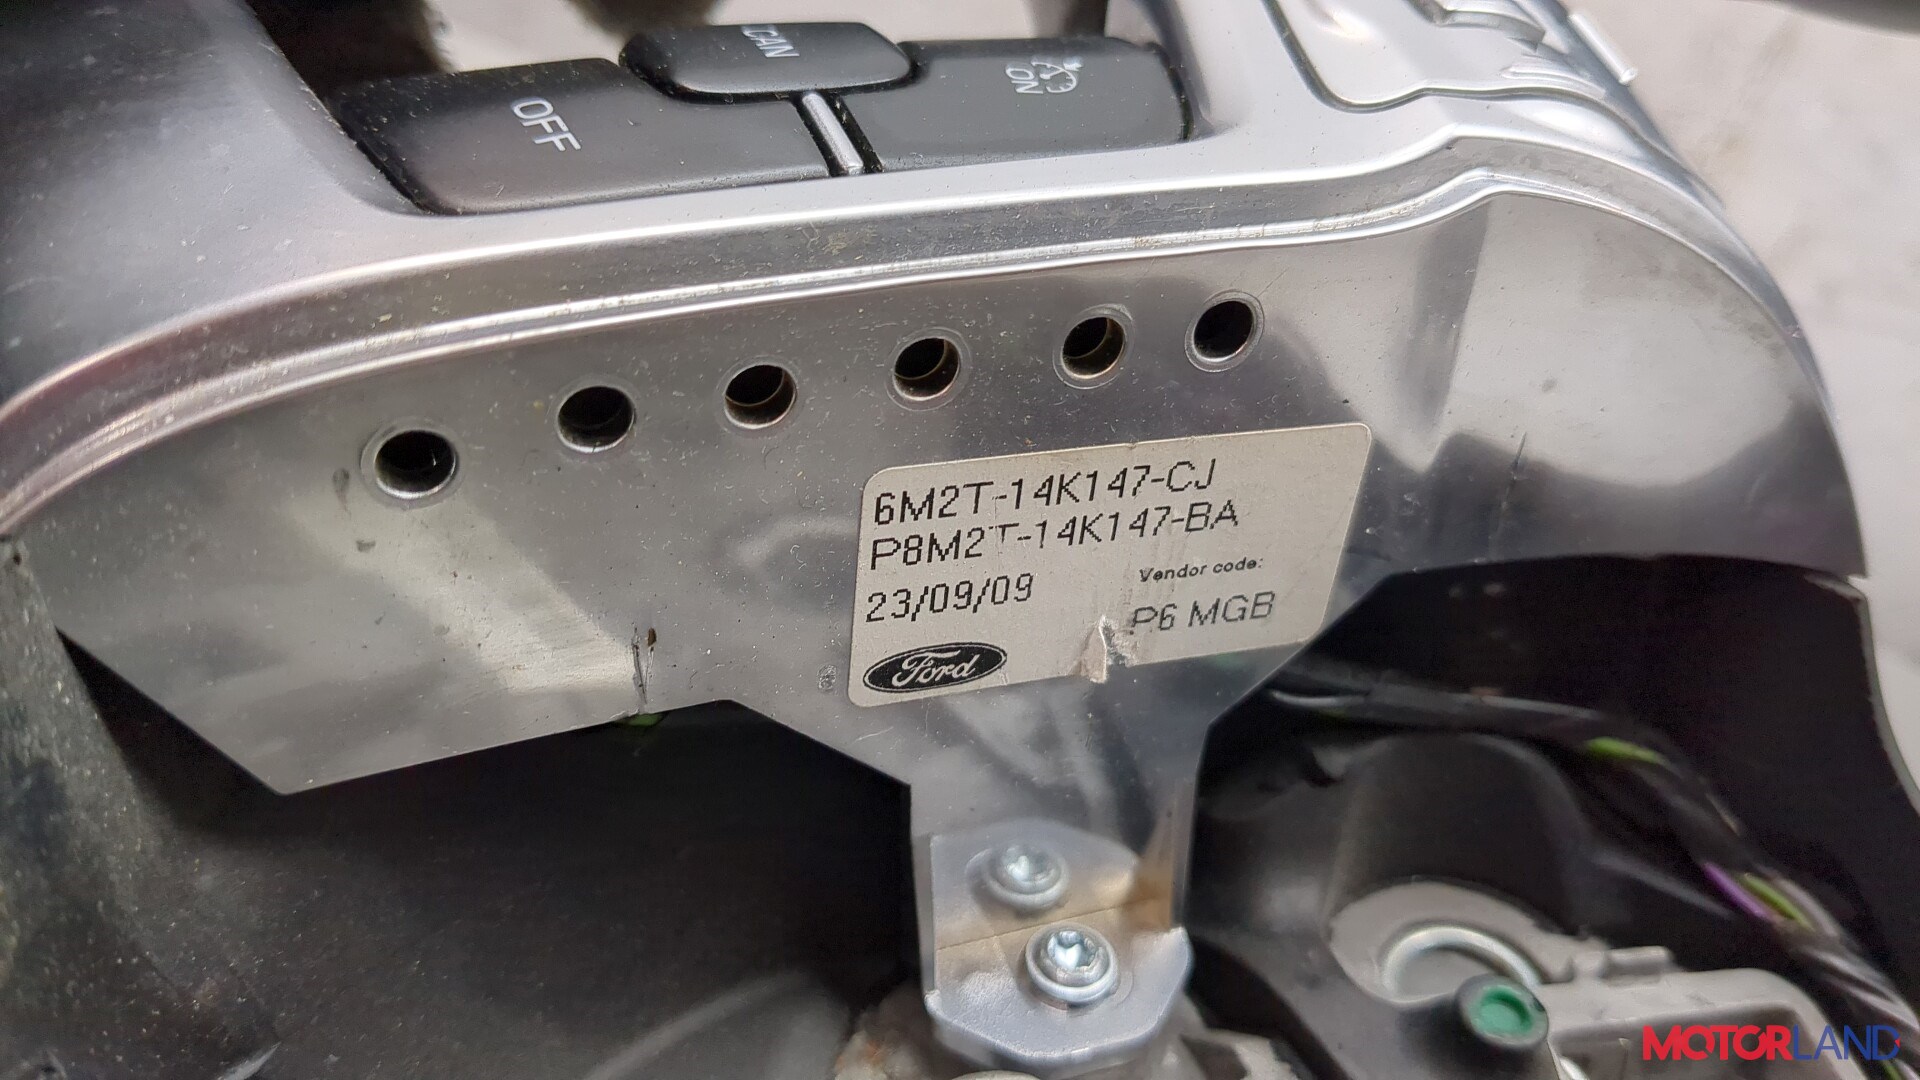 CAN
OFF
ON
6M2T-14K147-CJ
P8M2T-14K147-BA
23/09/09
Vendor code:
P6 MGB
Ford
MOTORLAND